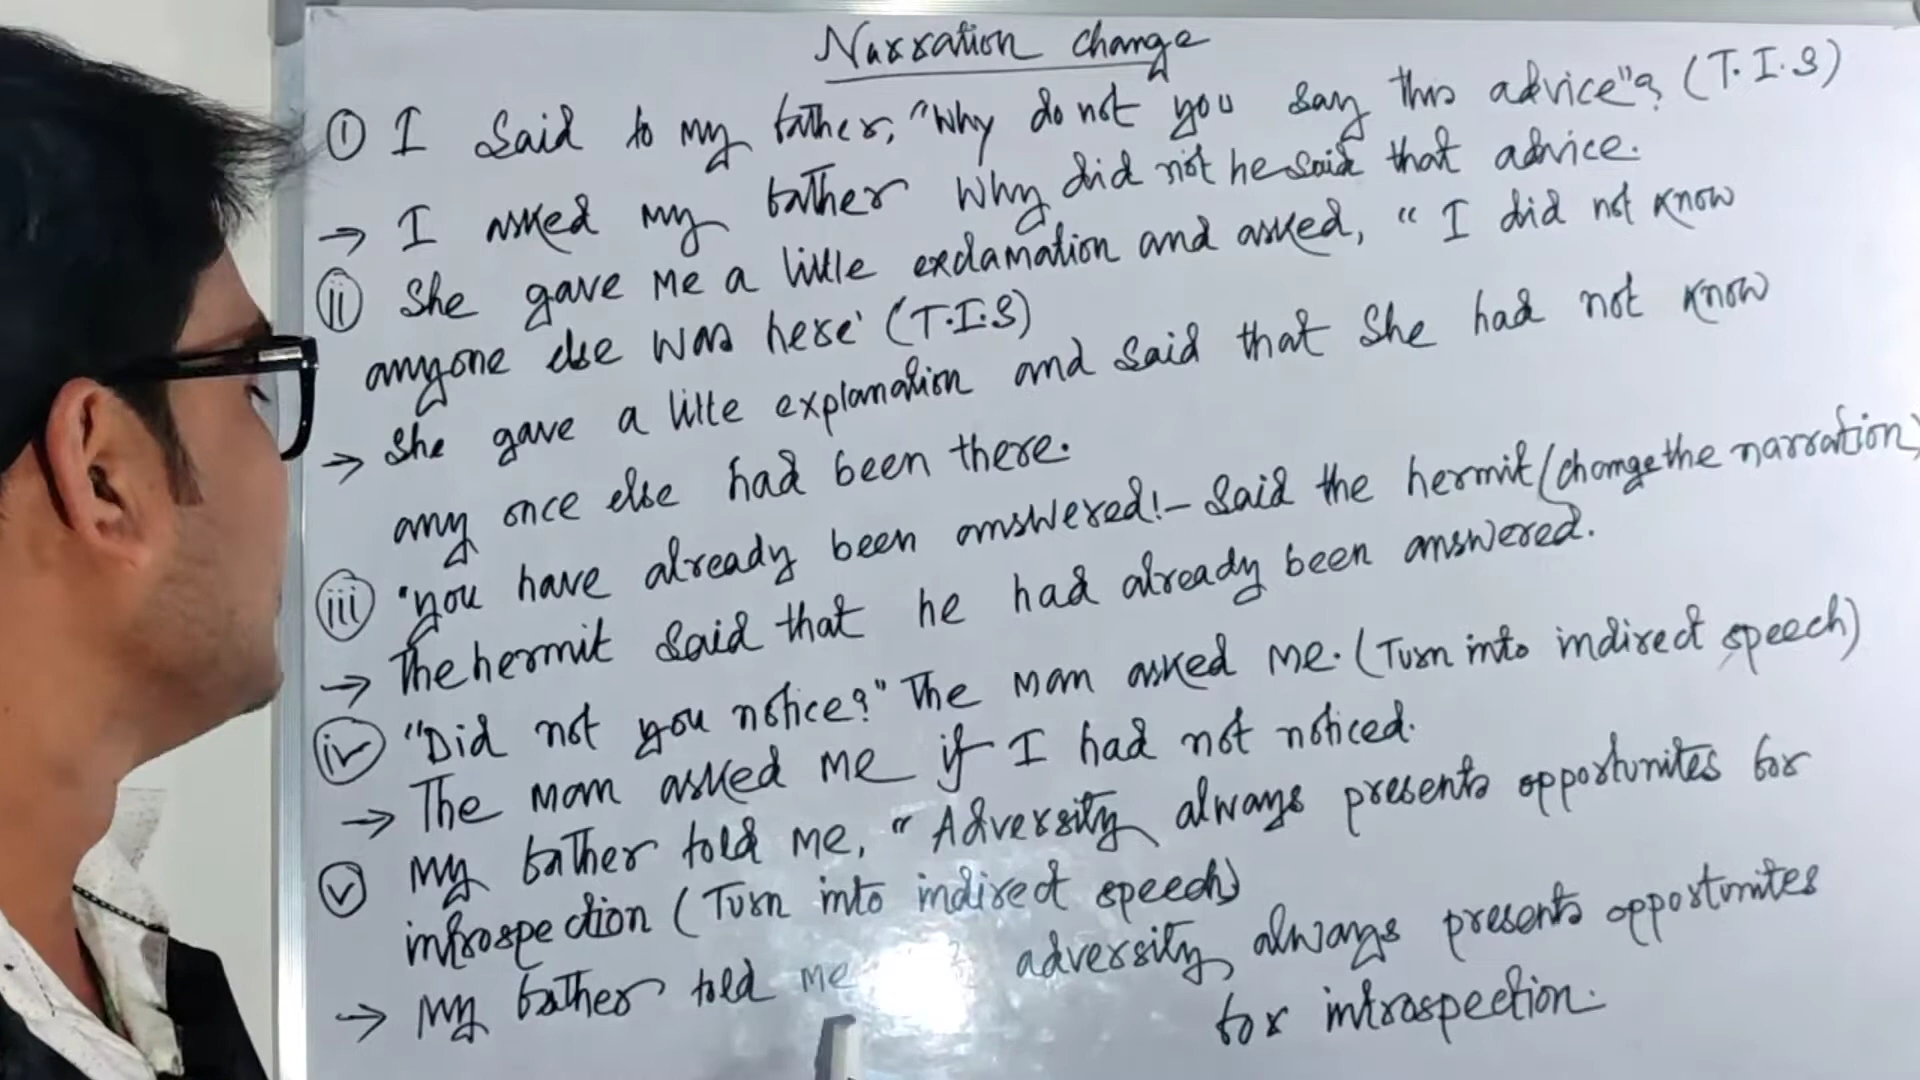 Narration change
(i) I said to my father, "Why do not you say this advice"? (T.I.S)
→ I asked my father why did not he said that advice.
(ii) She gave me a little exclamation and asked, "I did not know
anyone else was here' (T.I.S)
→ She gave a litte explanation and said that she had not know
any once else had been there.
(iii) "you have already been answered!- said the hermit (change the narration)
→ The hermit said that he had already been answered.
(iv) "Did not you notice?" The man asked me. (Turn into indirect speech)
→ The man asked me if I had not noticed.
(v) My father told me, "Adversity always presents opportunites for
introspection (Turn into indirect speech)
→ My father told me adversity always presents opportunites
for introspection.